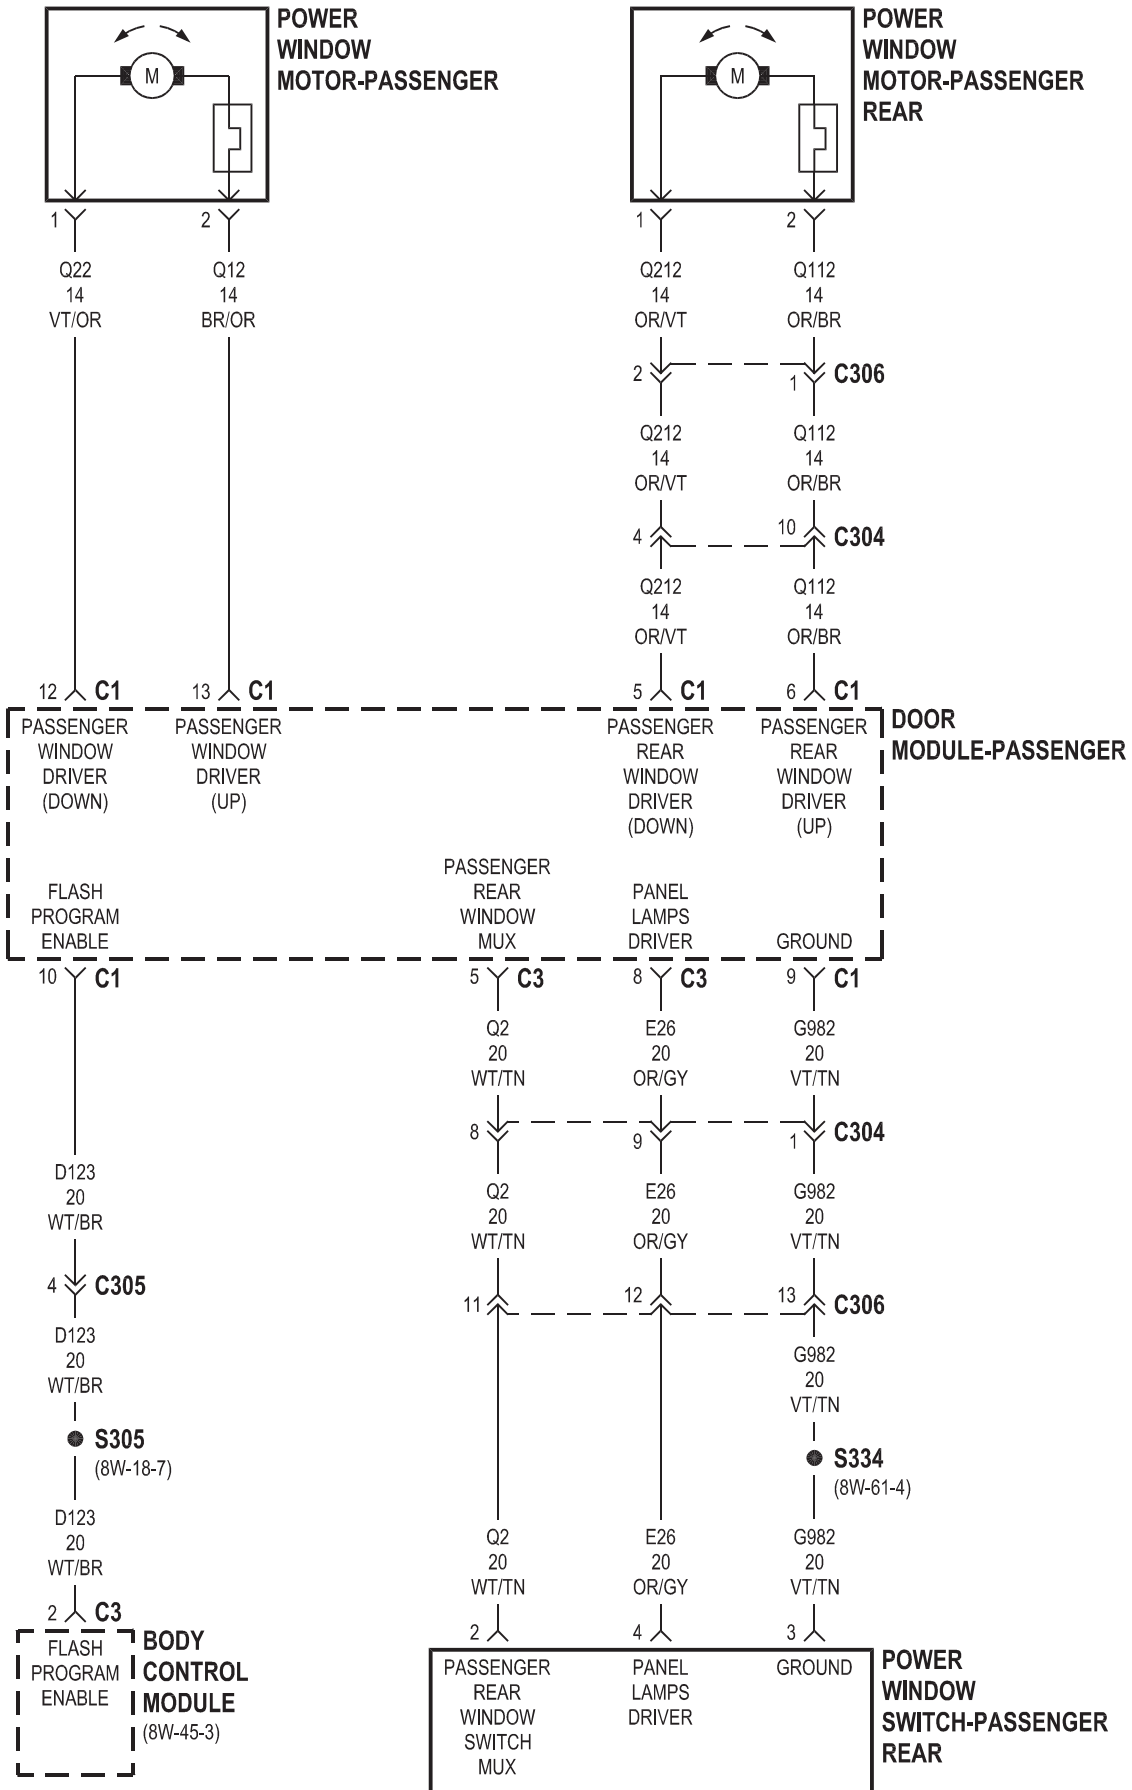 POWER
WINDOW
MOTOR-PASSENGER
M
POWER
WINDOW
MOTOR-PASSENGER
REAR
M
1
2
1
2
Q22
14
VT/OR
Q12
14
BR/OR
Q212
14
OR/VT
Q112
14
OR/BR
2
1
C306
Q212
14
OR/VT
Q112
14
OR/BR
4
10
C304
Q212
14
OR/VT
Q112
14
OR/BR
12
C1
13
C1
5
C1
6
C1
PASSENGER
WINDOW
DRIVER
(DOWN)
PASSENGER
WINDOW
DRIVER
(UP)
PASSENGER
REAR
WINDOW
DRIVER
(DOWN)
PASSENGER
REAR
WINDOW
DRIVER
(UP)
DOOR
MODULE-PASSENGER
FLASH
PROGRAM
ENABLE
PASSENGER
REAR
WINDOW
MUX
PANEL
LAMPS
DRIVER
GROUND
10
C1
5
C3
8
C3
9
C1
Q2
20
WT/TN
E26
20
OR/GY
G982
20
VT/TN
8
9
1
C304
D123
20
WT/BR
Q2
20
WT/TN
E26
20
OR/GY
G982
20
VT/TN
4
C305
11
12
13
C306
D123
20
WT/BR
G982
20
VT/TN
S305
(8W-18-7)
S334
(8W-61-4)
D123
20
WT/BR
Q2
20
WT/TN
E26
20
OR/GY
G982
20
VT/TN
2
C3
2
4
3
FLASH
PROGRAM
ENABLE
BODY
CONTROL
MODULE
(8W-45-3)
PASSENGER
REAR
WINDOW
SWITCH
MUX
PANEL
LAMPS
DRIVER
GROUND
POWER
WINDOW
SWITCH-PASSENGER
REAR